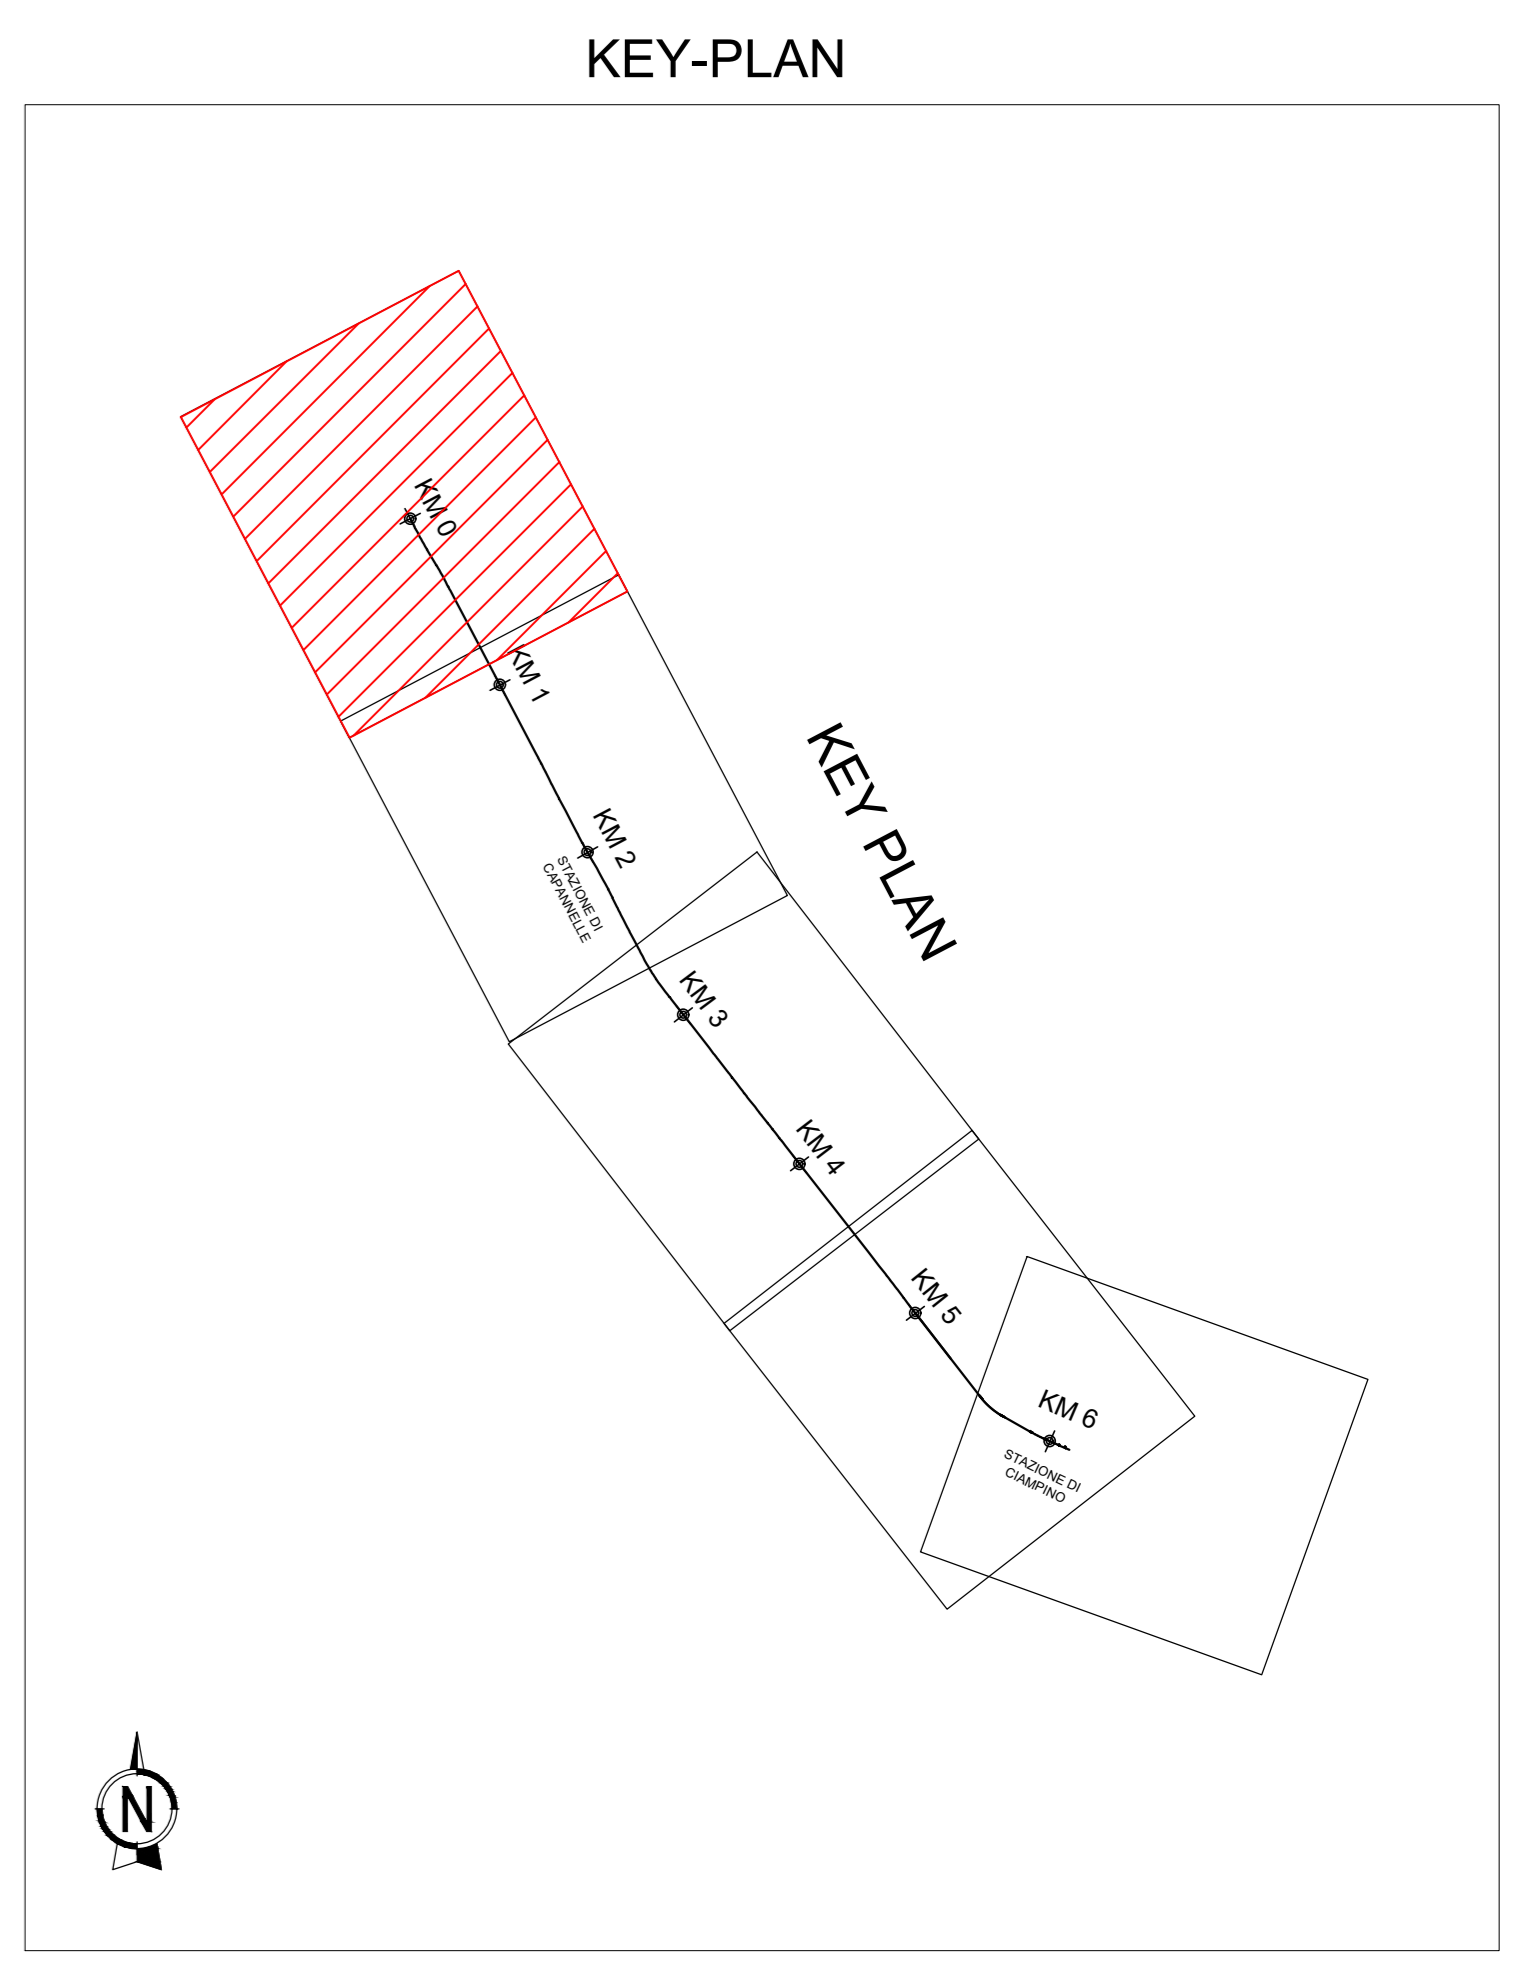 KEY-PLAN
KM 0
KM 1
KM 2
STAZIONE DI
CAPANNELLE
KEY PLAN
KM 3
KM 4
KM 5
KM 6
STAZIONE DI
CIAMPINO
N